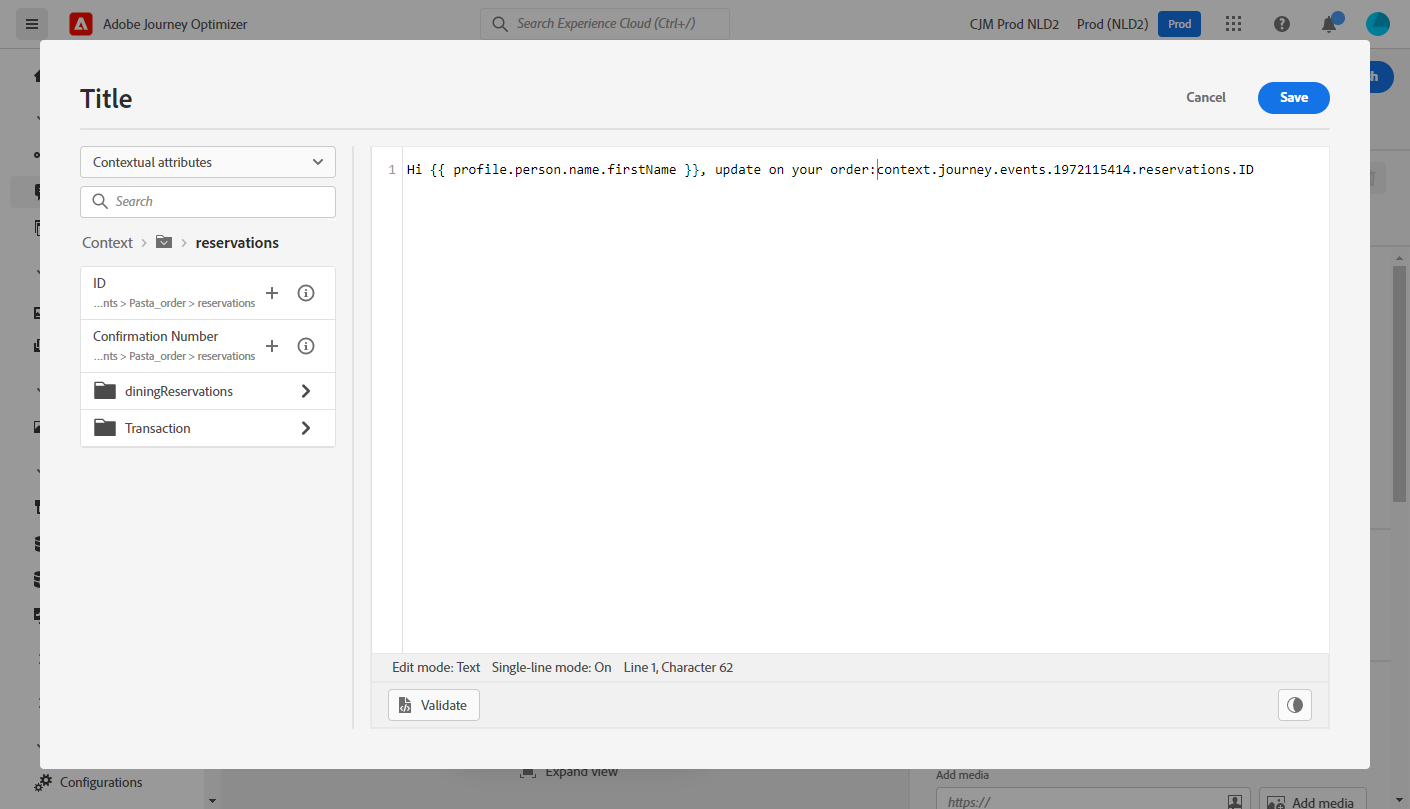 Adobe Journey Optimizer
Search Experience Cloud (Ctrl+/)
CJM Prod NLD2
Prod (NLD2)
Prod
Title
Cancel
Save
Contextual attributes
Search
Context > > reservations
ID
...nts > Pasta_order > reservations
Confirmation Number
...nts > Pasta_order > reservations
diningReservations
Transaction
1 Hi {{ profile.person.name.firstName }}, update on your order:context.journey.events.1972115414.reservations.ID
Edit mode: Text Single-line mode: On Line 1, Character 62
Validate
Configurations
Expand view
Add media
https://
Add media